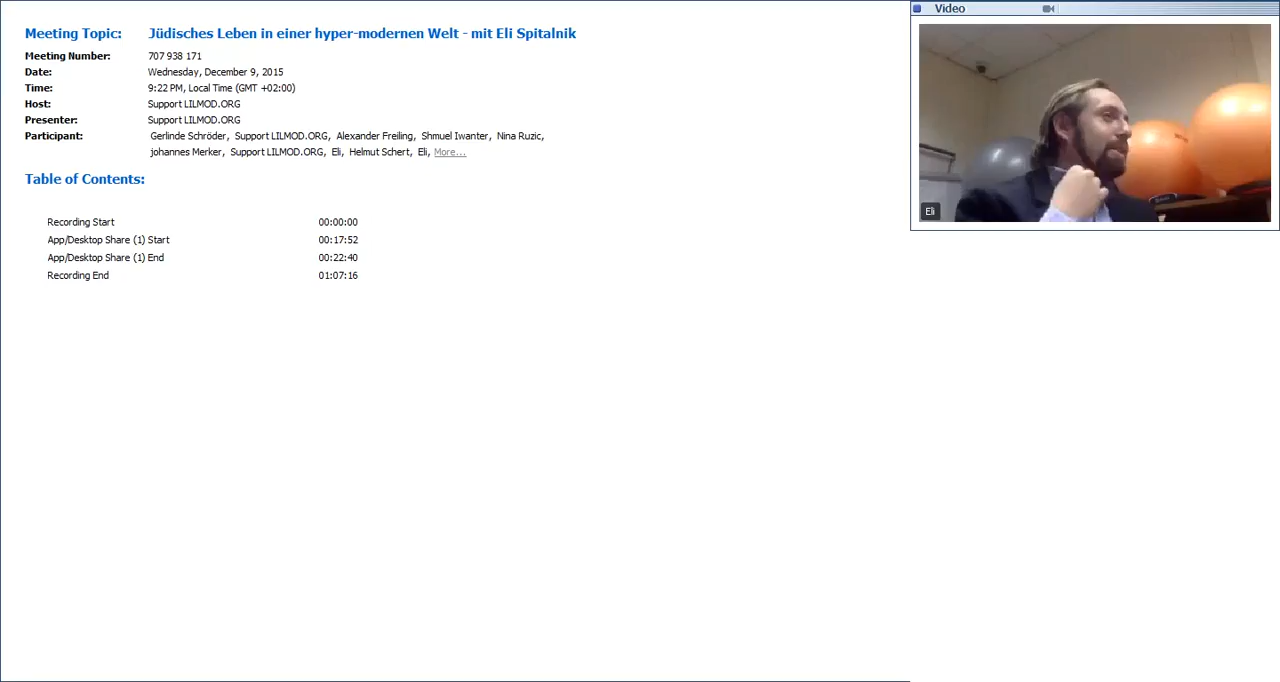 Meeting Topic: Jüdisches Leben in einer hyper-modernen Welt - mit Eli Spitalnik
Meeting Number: 707 938 171
Date: Wednesday, December 9, 2015
Time: 9:22 PM, Local Time (GMT +02:00)
Host: Support LILMOD.ORG
Presenter: Support LILMOD.ORG
Participant: Gerlinde Schröder, Support LILMOD.ORG, Alexander Freiling, Shmuel Iwanter, Nina Ruzic,
johannes Merker, Support LILMOD.ORG, Eli, Helmut Schert, Eli, More...
Table of Contents:
Recording Start 00:00:00
App/Desktop Share (1) Start 00:17:52
App/Desktop Share (1) End 00:22:40
Recording End 01:07:16
Video
Eli